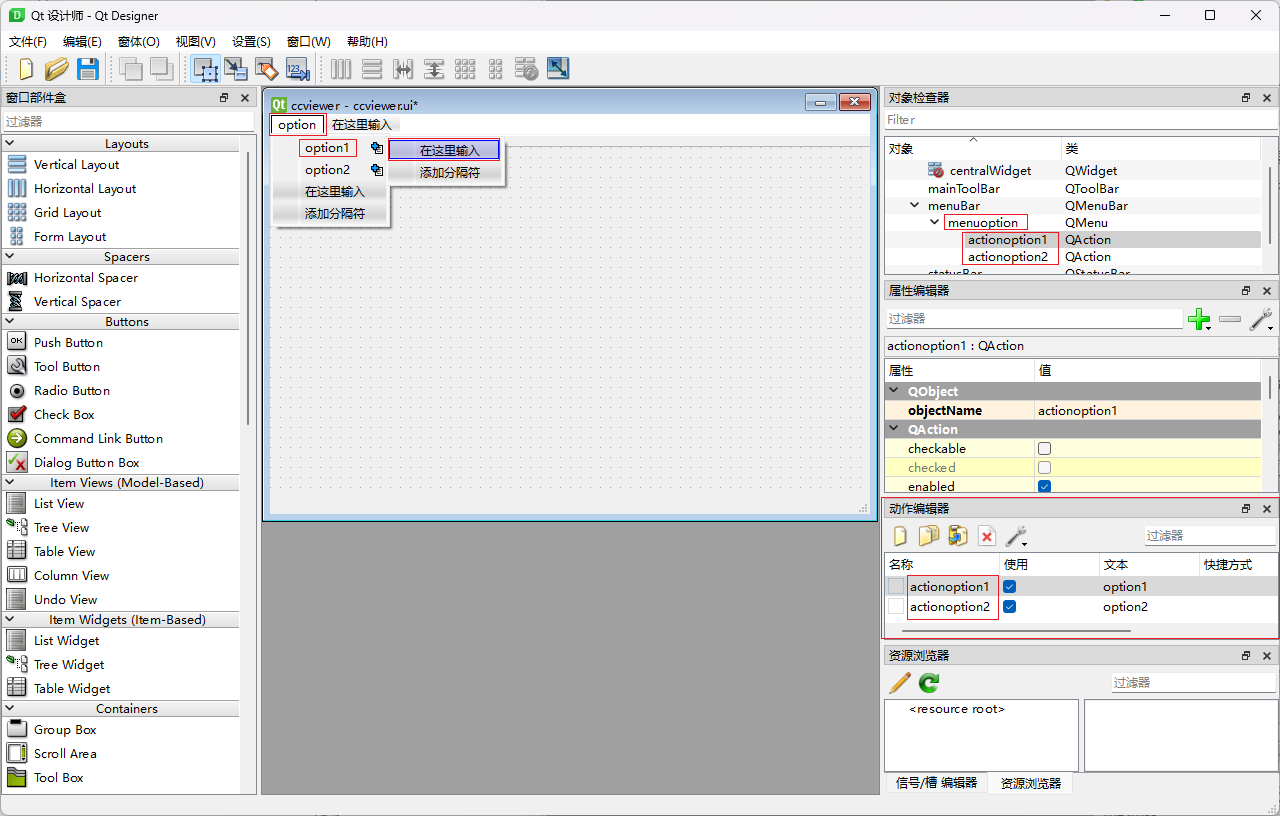 Qt 设计师 - Qt Designer
文件(F) 编辑(E) 窗体(O) 视图(V) 设置(S) 窗口(W) 帮助(H)
123
窗口部件盒
过滤器
Layouts
Vertical Layout
Horizontal Layout
Grid Layout
Form Layout
Spacers
Horizontal Spacer
Vertical Spacer
Buttons
OK Push Button
Tool Button
Radio Button
Check Box
Command Link Button
Dialog Button Box
Item Views (Model-Based)
List View
Tree View
Table View
Column View
Undo View
Item Widgets (Item-Based)
List Widget
Tree Widget
Table Widget
Containers
Group Box
Scroll Area
Tool Box
Qt ccviewer - ccviewer.ui*
option 在这里输入
option1
option2
在这里输入
添加分隔符
在这里输入
添加分隔符
对象检查器
Filter
对象 类
centralWidget QWidget
mainToolBar QToolBar
menuBar QMenuBar
menuoption QMenu
actionoption1 QAction
actionoption2 QAction
statusBar QStatusBar
属性编辑器
过滤器
actionoption1 : QAction
属性 值
QObject
objectName actionoption1
QAction
checkable
checked
enabled
动作编辑器
过滤器
名称 使用 文本 快捷方式
actionoption1 option1
actionoption2 option2
资源浏览器
过滤器
<resource root>
信号/槽 编辑器 资源浏览器